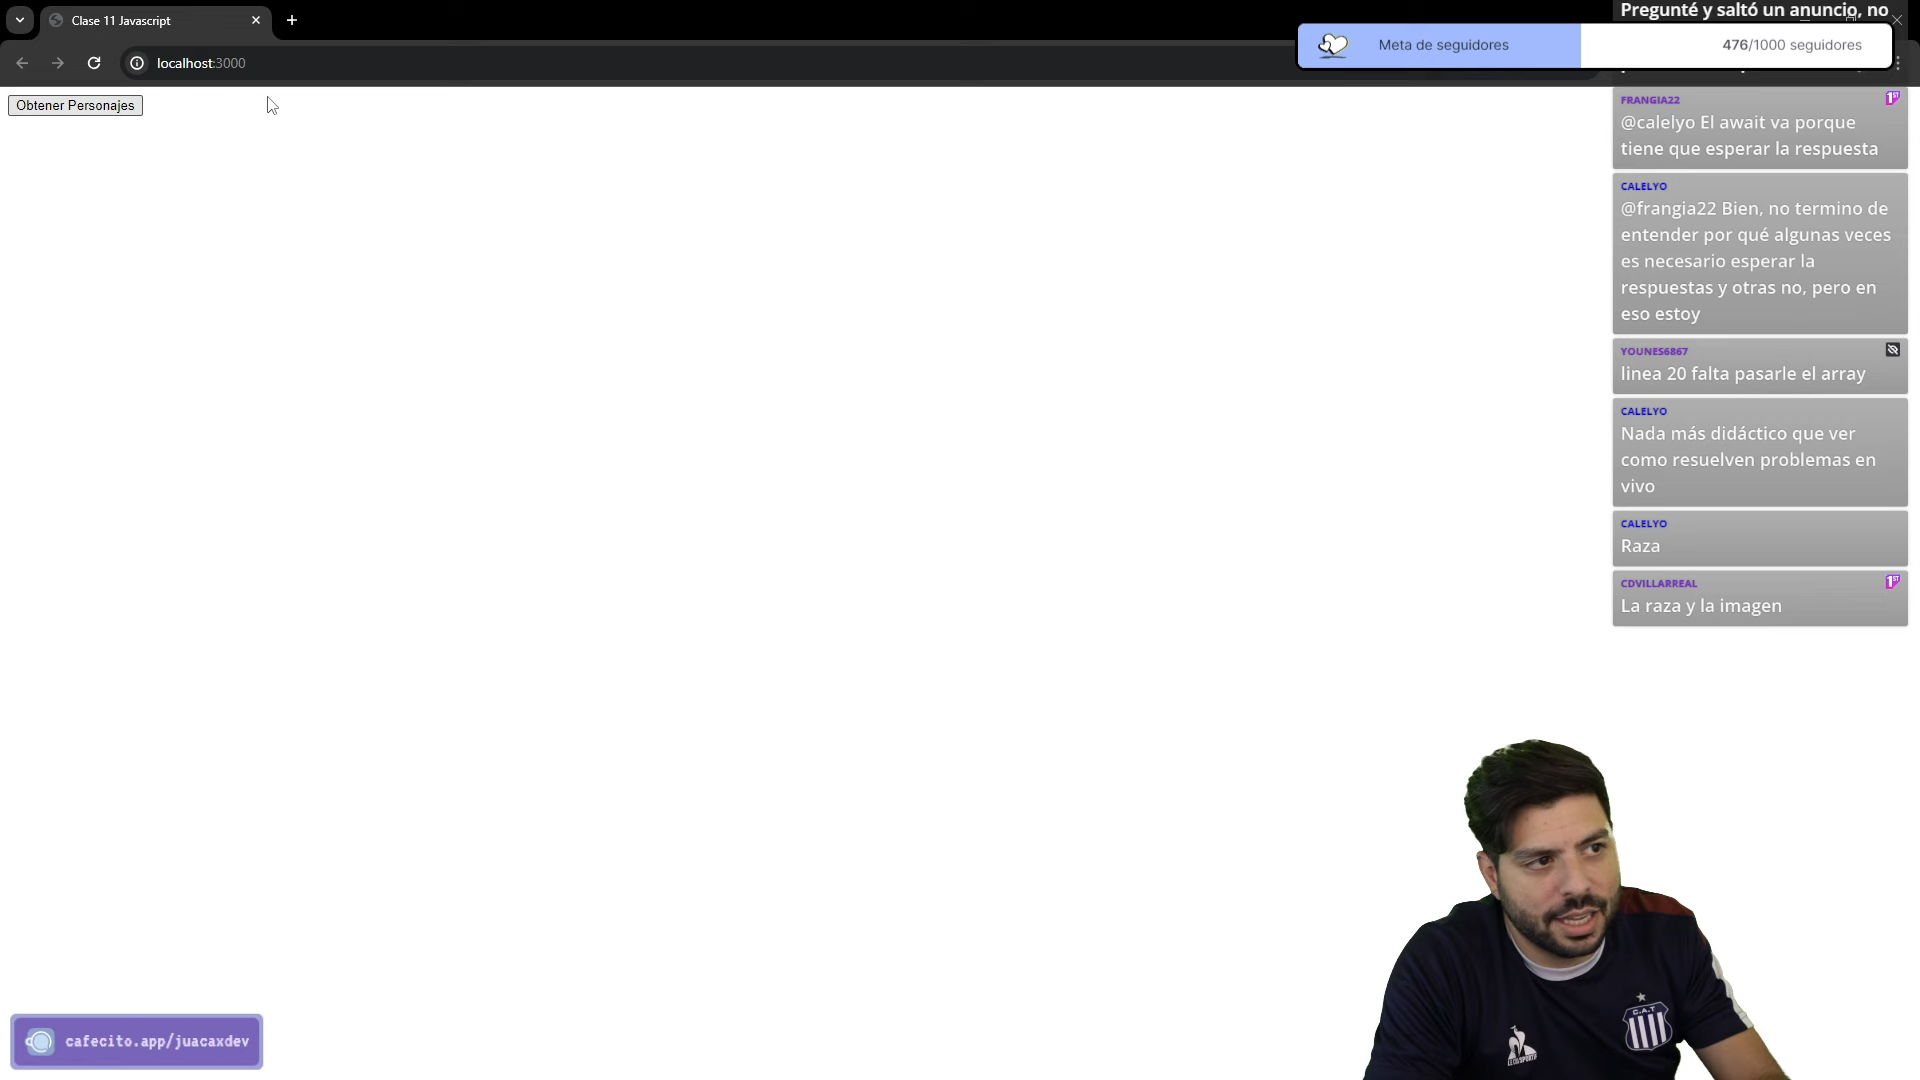 Clase 11 Javascript
Pregunté y saltó un anuncio, no
Meta de seguidores
476/1000 seguidores
localhost:3000
Obtener Personajes
FRANGIA22
@calelyo El await va porque
tiene que esperar la respuesta
CALELYO
@frangia22 Bien, no termino de
entender por qué algunas veces
es necesario esperar la
respuestas y otras no, pero en
eso estoy
YOUNES6867
linea 20 falta pasarle el array
CALELYO
Nada más didáctico que ver
como resuelven problemas en
vivo
CALELYO
Raza
CDVILLARREAL
La raza y la imagen
cafecito.app/juacaxdev
C.A.T